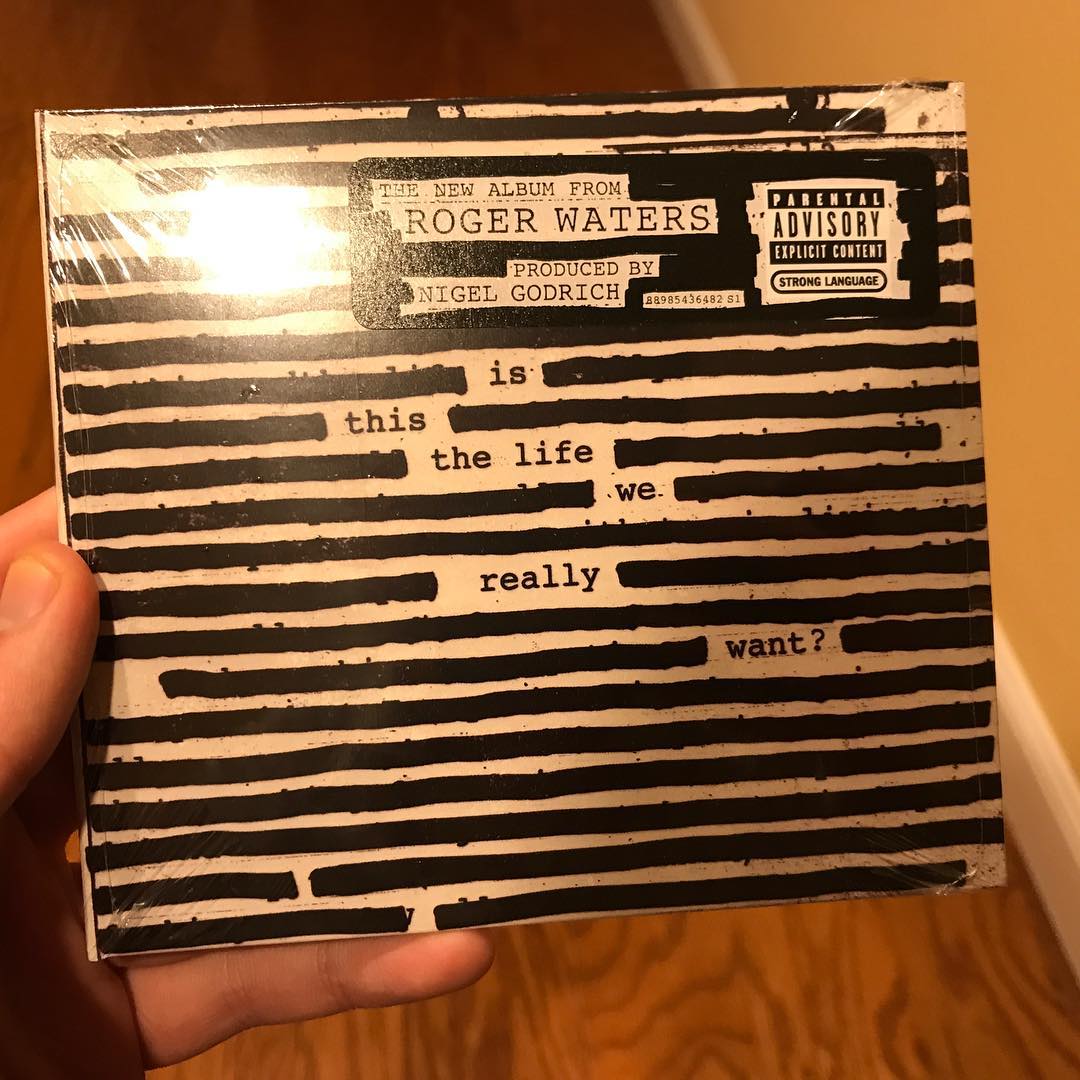 THE NEW ALBUM FROM
ROGER WATERS
PRODUCED BY
NIGEL GODRICH
88985436482 S1
PARENTAL
ADVISORY
EXPLICIT CONTENT
STRONG LANGUAGE
is
this
the life
we
really
want?